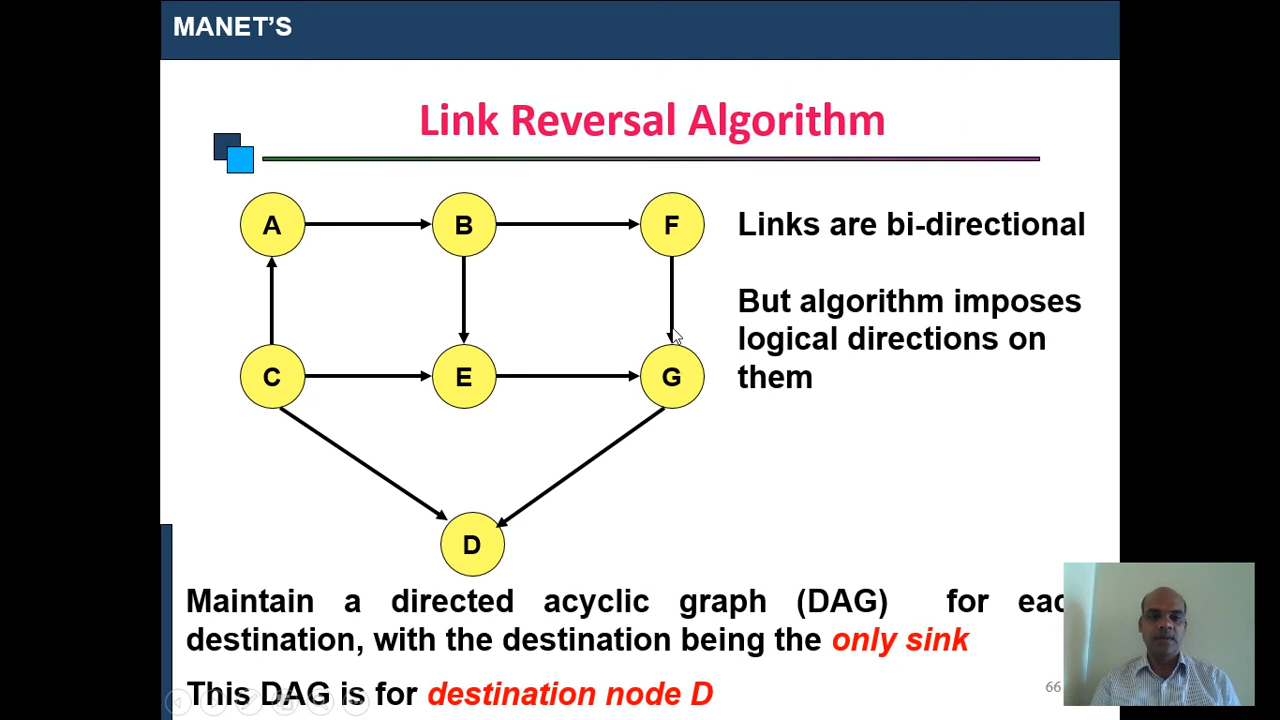 MANET'S
Link Reversal Algorithm
A
B
F
Links are bi-directional
But algorithm imposes
logical directions on
them
C
E
G
D
Maintain a directed acyclic graph (DAG) for
destination, with the destination being the only sink
This DAG is for destination node D
66